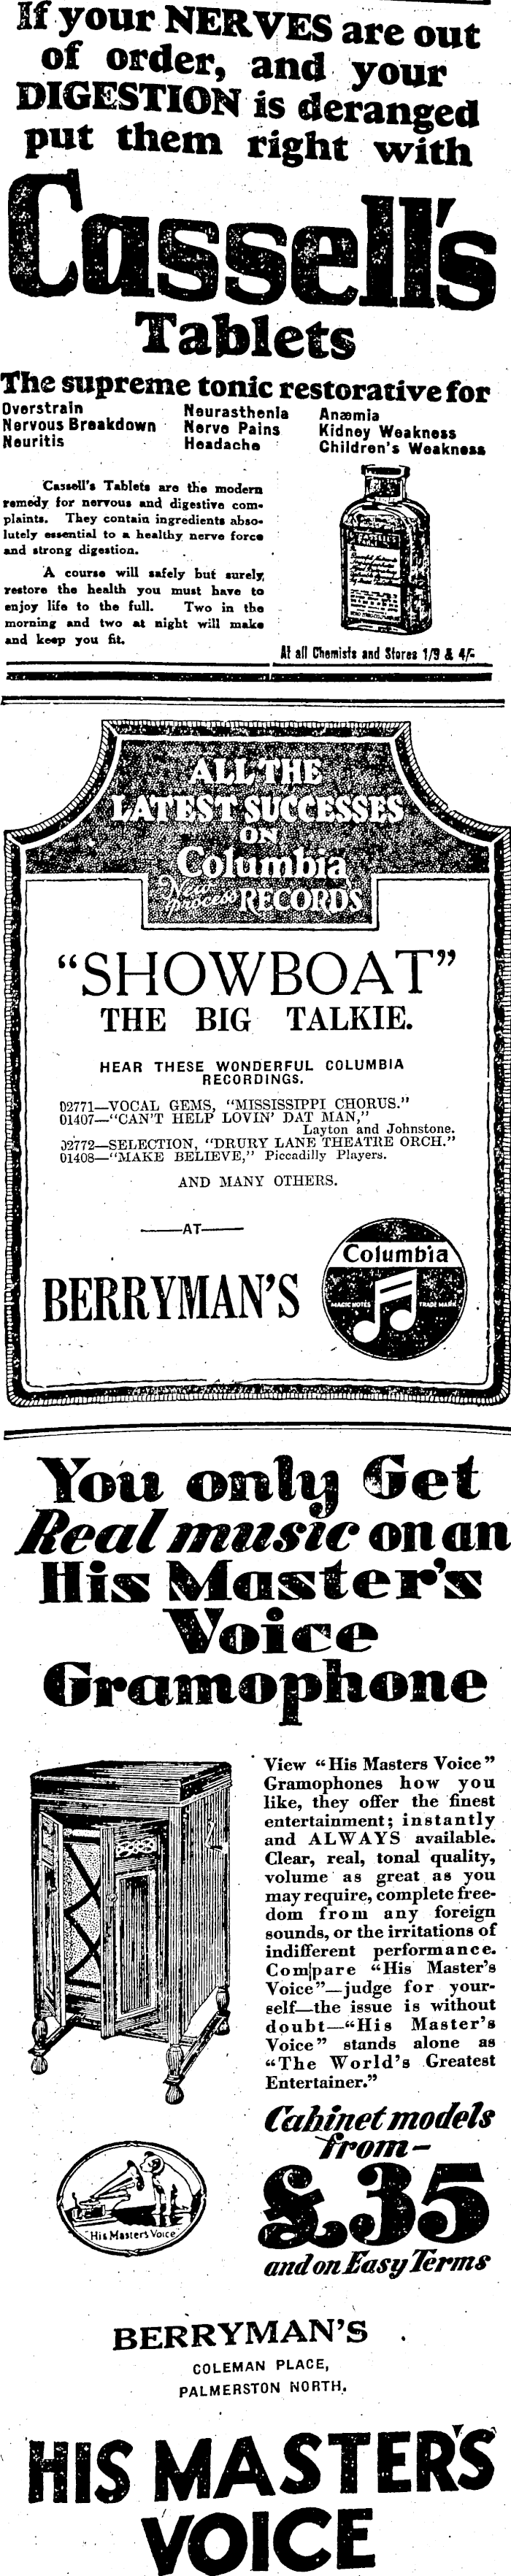 If your NERVES are out
of order, and your
DIGESTION is deranged
put them right with
Cassell's
Tablets
The supreme tonic restorative for
Overstrain
Nervous Breakdown
Neuritis
Neurasthenia
Nerve Pains
Headache
Anæmia
Kidney Weakness
Children's Weakness
Cassell's Tablets are the modern
remedy for nervous and digestive com-
plaints. They contain ingredients abso-
lutely essential to a healthy nerve force
and strong digestion.
A course will safely but surely,
restore the health you must have to
enjoy life to the full. Two in the
morning and two at night will make
and keep you fit.
At all Chemists and Stores 1/9 & 4/-
ALL THE
LATEST SUCCESSES
ON
Columbia
New process RECORDS
"SHOWBOAT"
THE BIG TALKIE.
HEAR THESE WONDERFUL COLUMBIA
RECORDINGS.
02771—VOCAL GEMS, "MISSISSIPPI CHORUS."
01407—"CAN'T HELP LOVIN' DAT MAN,"
Layton and Johnstone.
02772—SELECTION, "DRURY LANE THEATRE ORCH."
01408—"MAKE BELIEVE," Piccadilly Players.
AND MANY OTHERS.
—AT—
BERRYMAN'S
Columbia
MAGIC NOTES TRADE MARK
You only Get
Real music on an
His Master's
Voice
Gramophone
View "His Masters Voice"
Gramophones how you
like, they offer the finest
entertainment; instantly
and ALWAYS available.
Clear, real, tonal quality,
volume as great as you
may require, complete free-
dom from any foreign
sounds, or the irritations of
indifferent performance.
Compare "His Master's
Voice"—judge for your-
self—the issue is without
doubt—"His Master's
Voice" stands alone as
"The World's Greatest
Entertainer."
Cabinet models
from-
£35
and on Easy Terms
"His Masters Voice"
BERRYMAN'S
COLEMAN PLACE,
PALMERSTON NORTH.
HIS MASTER'S
VOICE